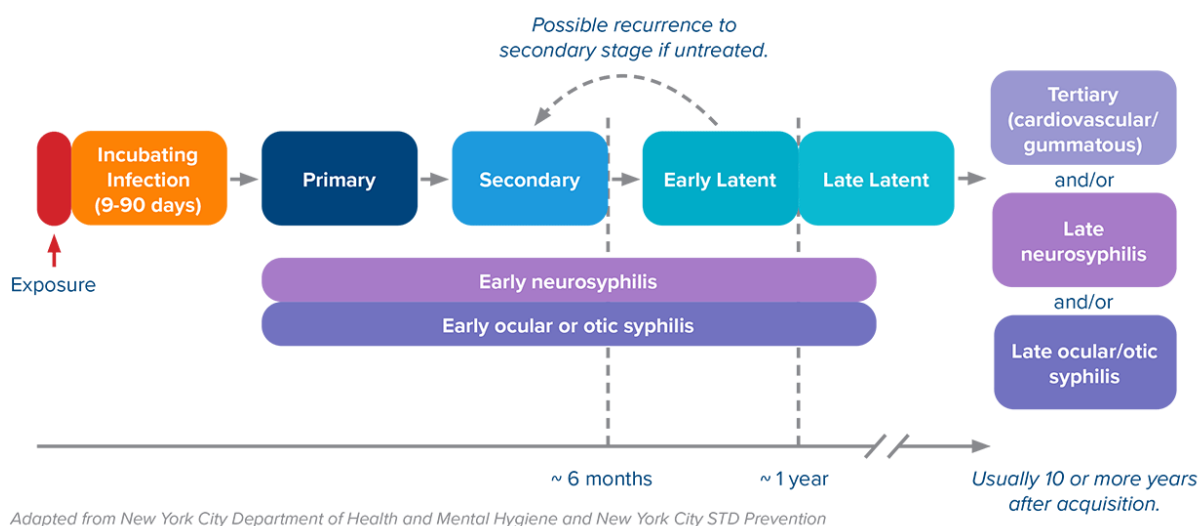 Possible recurrence to
secondary stage if untreated.
Exposure
Incubating
Infection
(9-90 days)
Primary
Secondary
Early Latent
Late Latent
Tertiary
(cardiovascular/
gummatous)
and/or
Late
neurosyphilis
and/or
Late ocular/otic
syphilis
Early neurosyphilis
Early ocular or otic syphilis
~ 6 months
~ 1 year
Usually 10 or more years
after acquisition.
Adapted from New York City Department of Health and Mental Hygiene and New York City STD Prevention